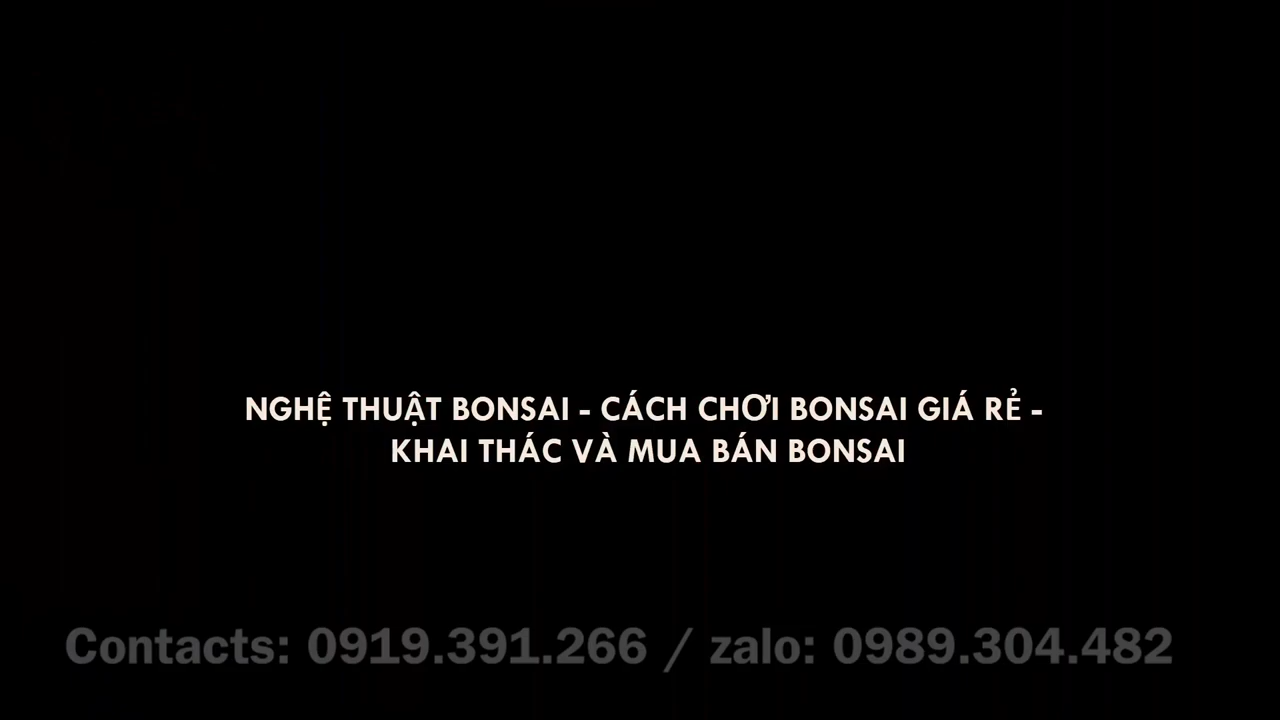 NGHỆ THUẬT BONSAI - CÁCH CHƠI BONSAI GIÁ RẺ -
KHAI THÁC VÀ MUA BÁN BONSAI
Contacts: 0919.391.266 / zalo: 0989.304.482